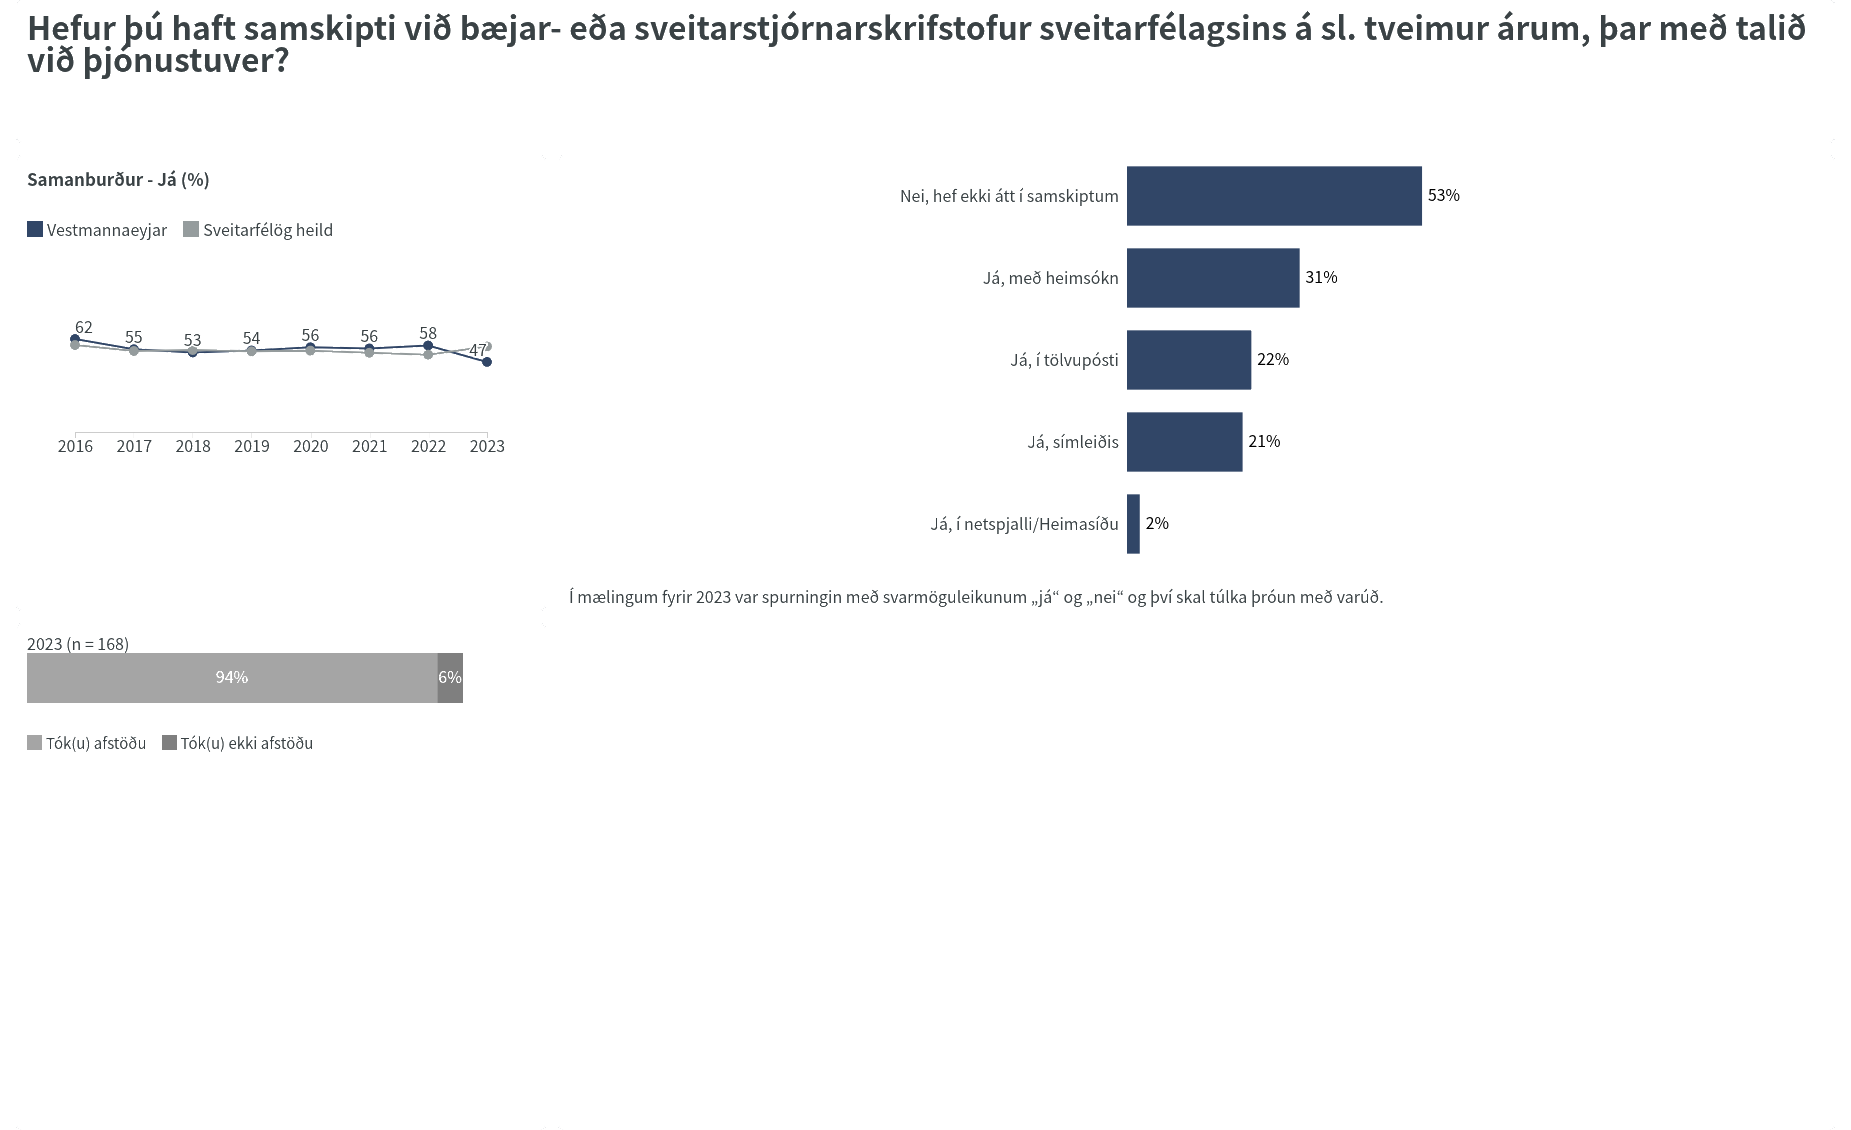 Hefur þú haft samskipti við bæjar- eða sveitarstjórnarskrifstofur sveitarfélagsins á sl. tveimur árum, þar með talið
við þjónustuver?
Samanburður - Já (%)
Vestmannaeyjar Sveitarfélög heild
62 55 53 54 56 56 58 47
2016 2017 2018 2019 2020 2021 2022 2023
Nei, hef ekki átt í samskiptum 53%
Já, með heimsókn 31%
Já, í tölvupósti 22%
Já, símleiðis 21%
Já, í netspjalli/Heimasíðu 2%
Í mælingum fyrir 2023 var spurningin með svarmöguleikunum „já“ og „nei“ og því skal túlka þróun með varúð.
2023 (n = 168)
94% 6%
Tók(u) afstöðu Tók(u) ekki afstöðu